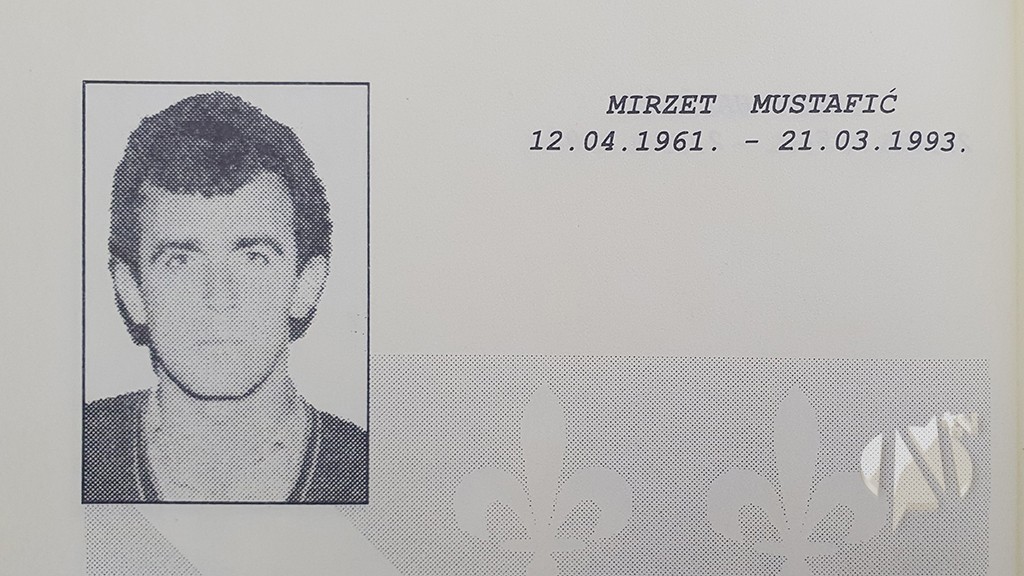 MIRZET MUSTAFIĆ
12.04.1961. - 21.03.1993.